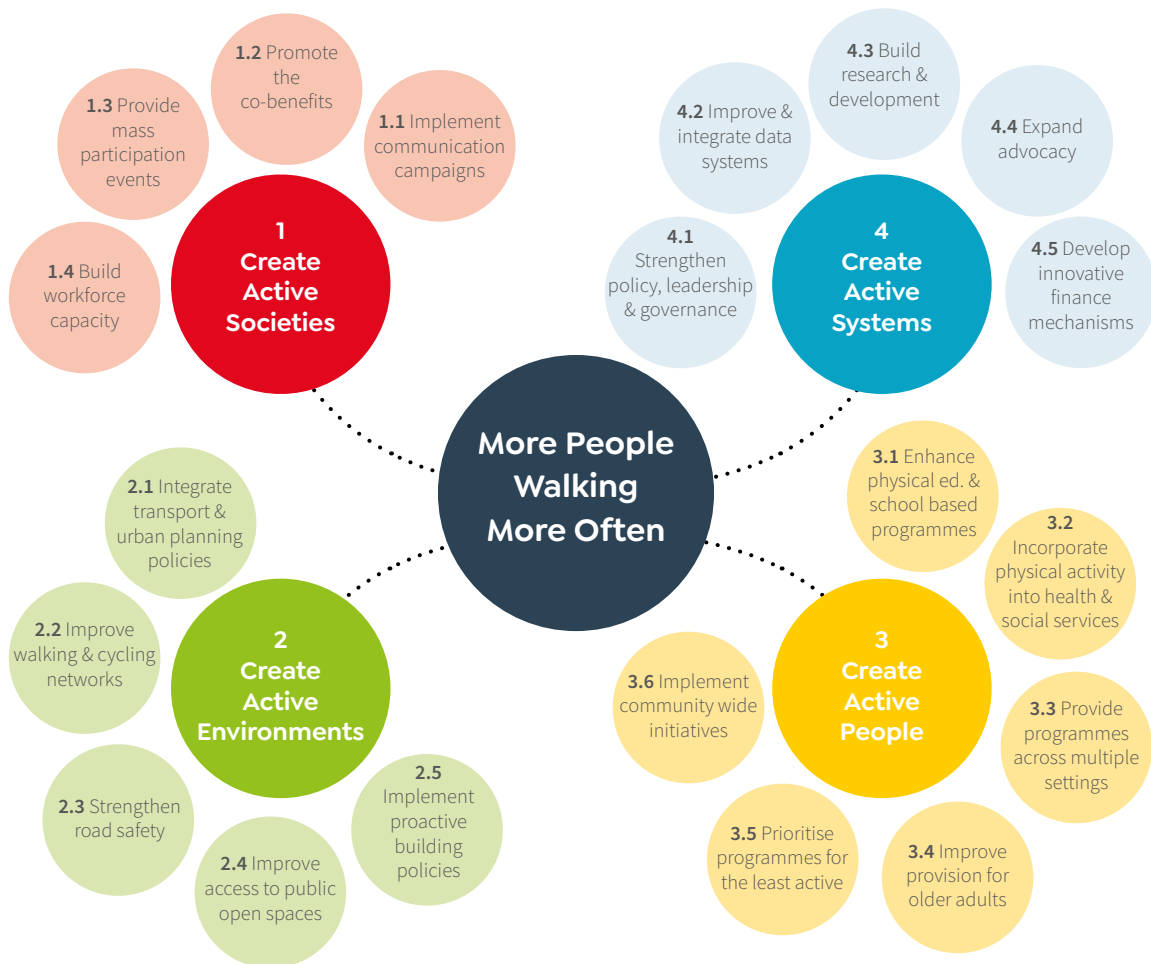 1.2 Promote
the
co-benefits
1.3 Provide
mass
participation
events
1.1 Implement
communication
campaigns
1.4 Build
workforce
capacity
1
Create
Active
Societies
4.3 Build
research &
development
4.2 Improve &
integrate data
systems
4.4 Expand
advocacy
4.1
Strengthen
policy, leadership
& governance
4.5 Develop
innovative
finance
mechanisms
4
Create
Active
Systems
More People
Walking
More Often
2.1 Integrate
transport &
urban planning
policies
2.2 Improve
walking & cycling
networks
2
Create
Active
Environments
2.3 Strengthen
road safety
2.4 Improve
access to public
open spaces
2.5
Implement
proactive
building
policies
3.1 Enhance
physical ed. &
school based
programmes
3.2
Incorporate
physical activity
into health &
social services
3
Create
Active
People
3.6 Implement
community wide
initiatives
3.3 Provide
programmes
across multiple
settings
3.5 Prioritise
programmes for
the least active
3.4 Improve
provision for
older adults